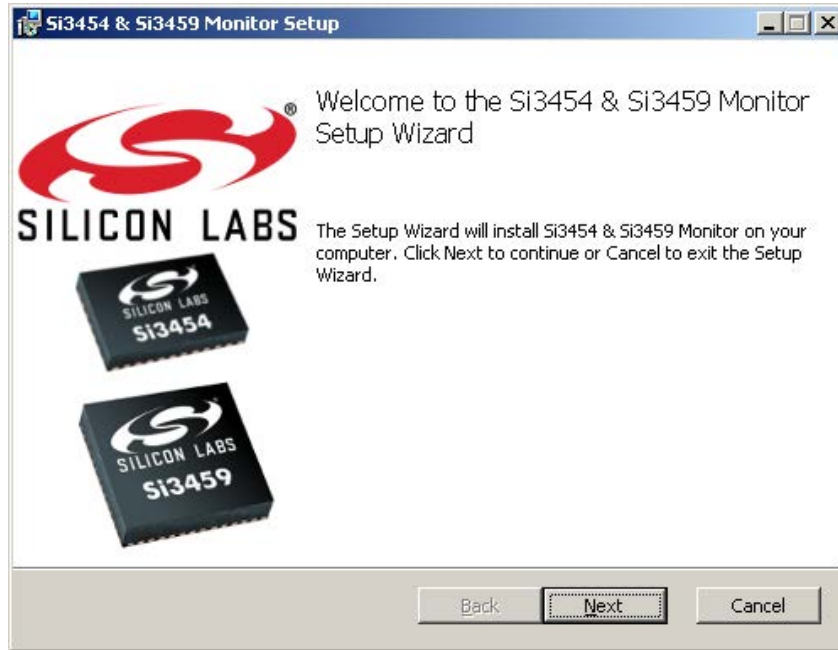 Si3454 & Si3459 Monitor Setup
Welcome to the Si3454 & Si3459 Monitor
Setup Wizard
®
SILICON LABS
The Setup Wizard will install Si3454 & Si3459 Monitor on your
computer. Click Next to continue or Cancel to exit the Setup
Wizard.
SILICON LABS
Si3454
SILICON LABS
Si3459
Back
Next
Cancel